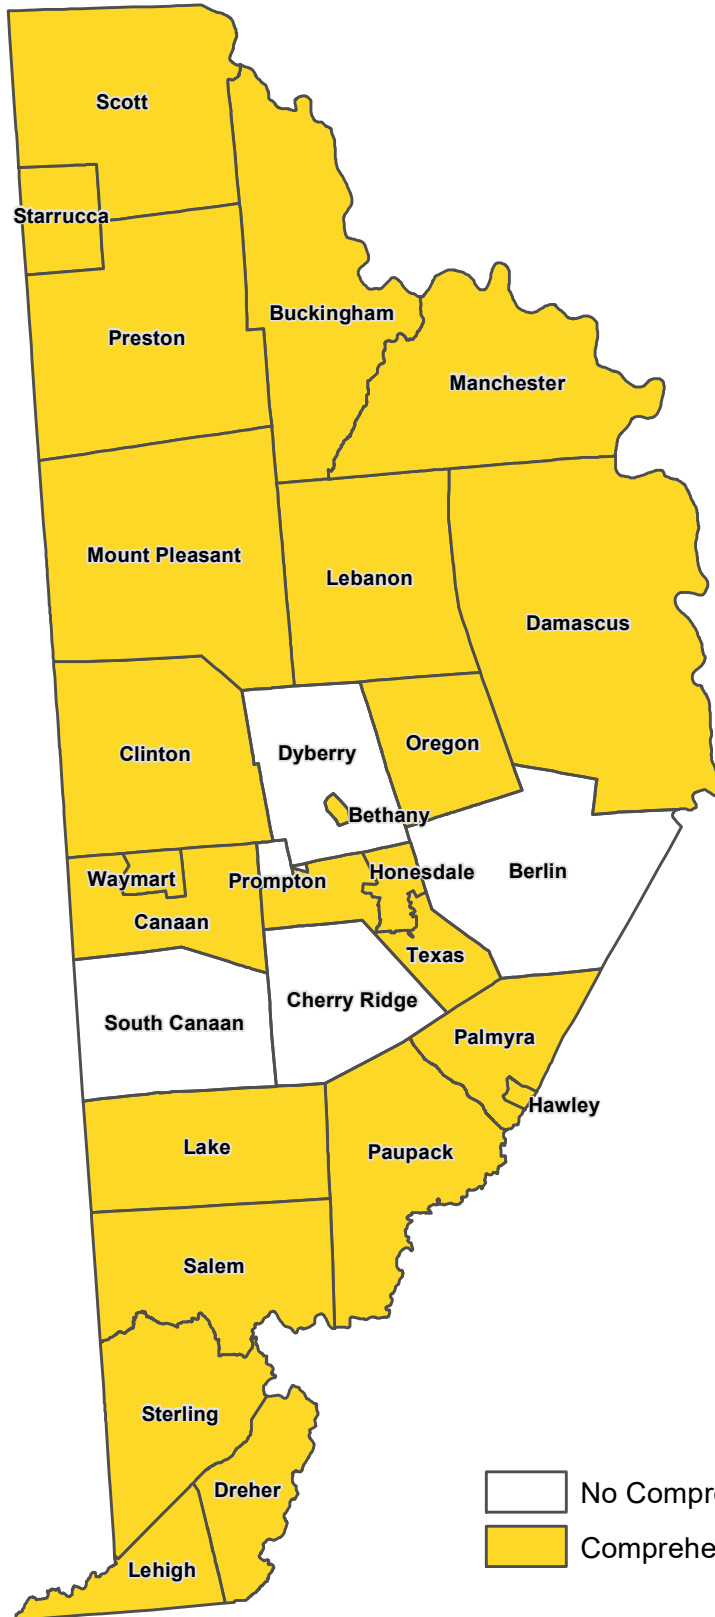 Scott
Starrucca
Buckingham
Preston
Manchester
Mount Pleasant
Lebanon
Damascus
Clinton
Dyberry
Oregon
Bethany
Waymart
Prompton
Honesdale
Berlin
Canaan
Texas
Cherry Ridge
South Canaan
Palmyra
Hawley
Lake
Paupack
Salem
Sterling
Dreher
No Compre
Lehigh
Comprehe